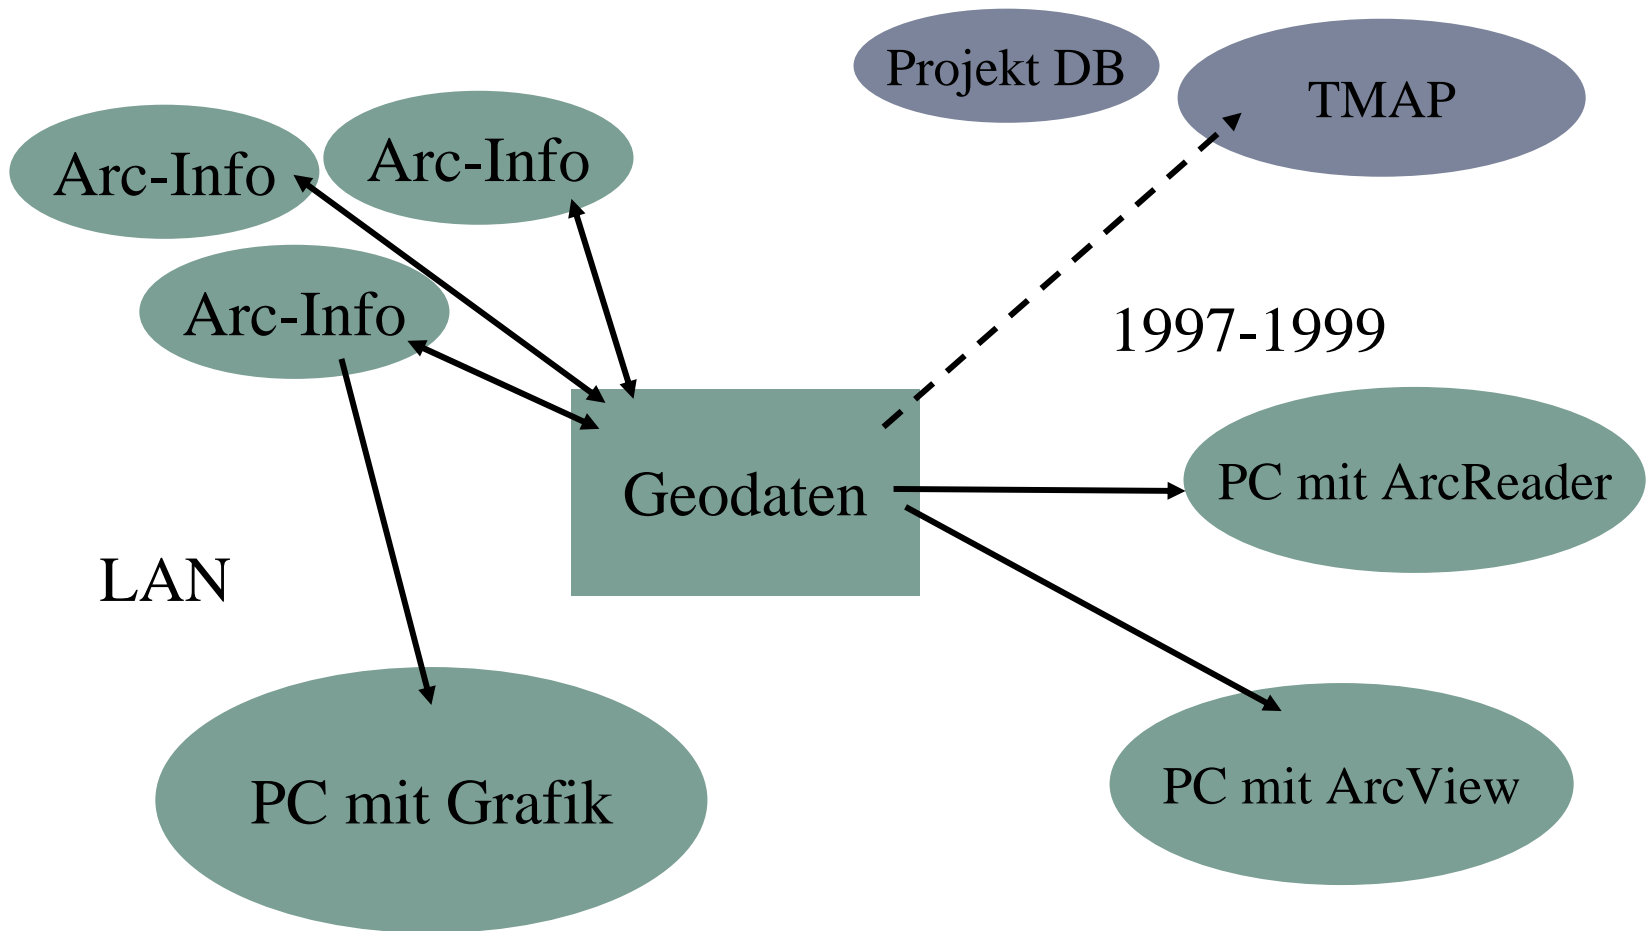 Projekt DB
TMAP
Arc-Info
Arc-Info
Arc-Info
1997-1999
Geodaten
PC mit ArcReader
LAN
PC mit Grafik
PC mit ArcView